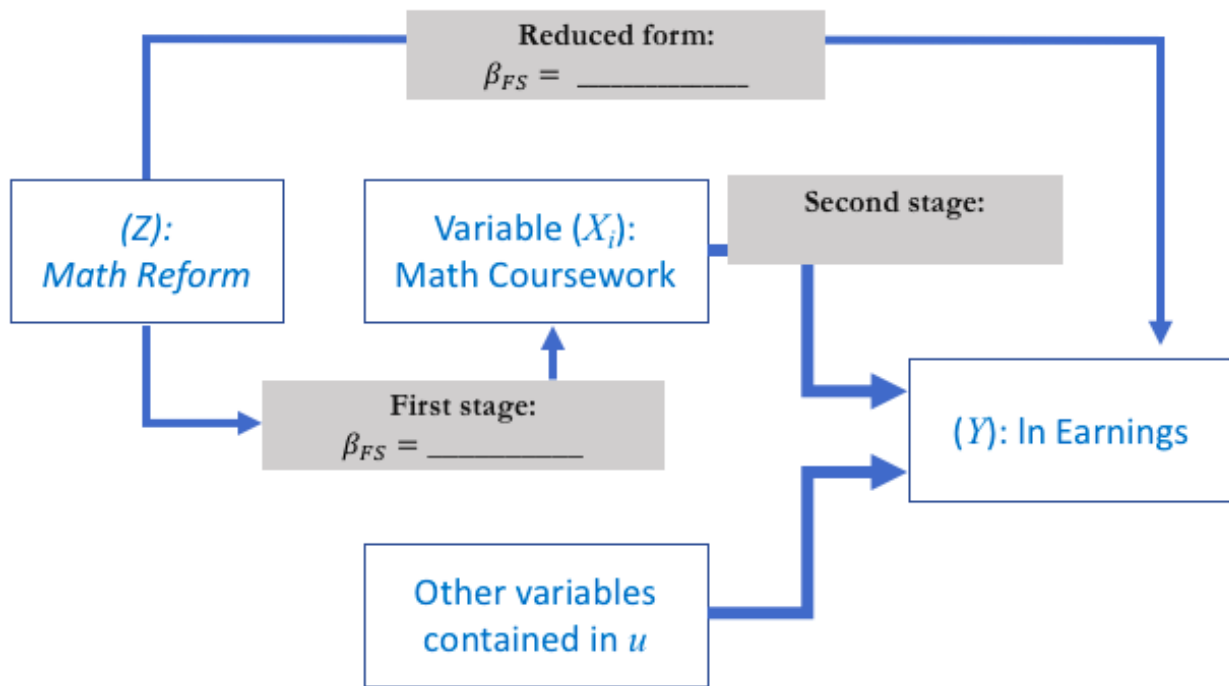 Reduced form:
β_FS = _______________
(Z):
Math Reform
Variable (X_i):
Math Coursework
Second stage:
First stage:
β_FS = ___________
(Y): ln Earnings
Other variables
contained in u